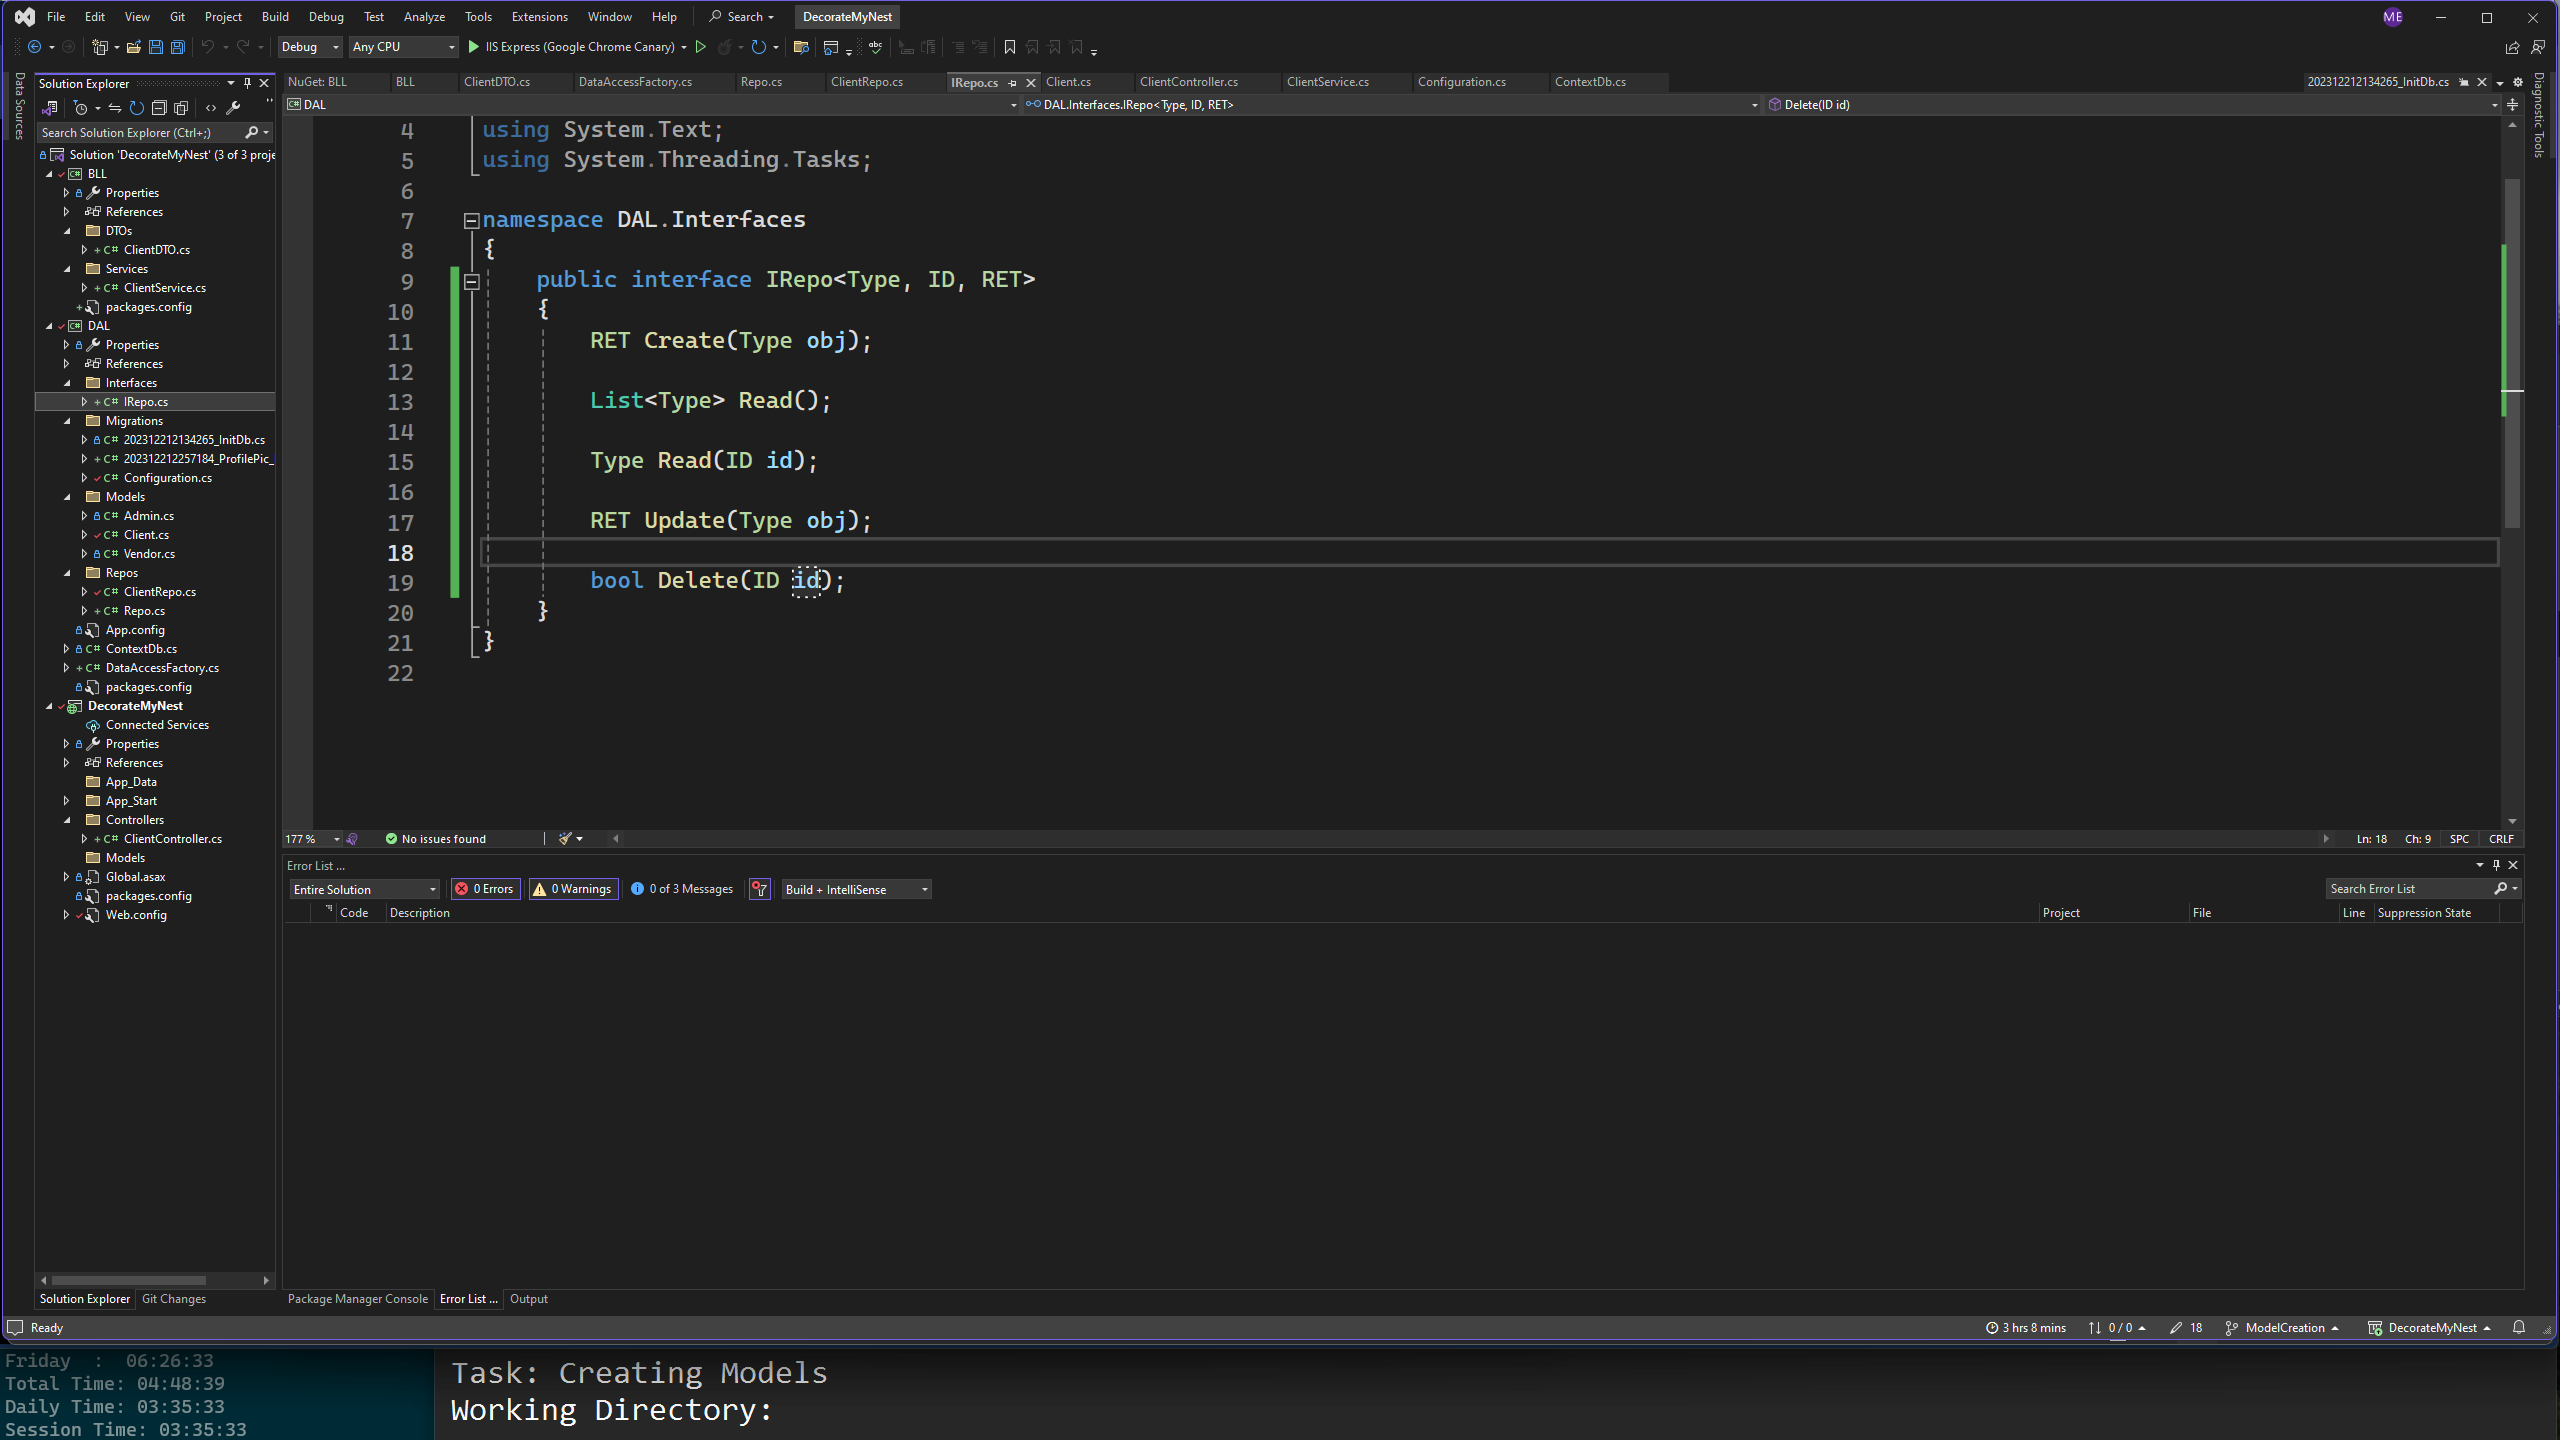 File Edit View Git Project Build Debug Test Analyze Tools Extensions Window Help Search DecorateMyNest ME
Debug Any CPU IIS Express (Google Chrome Canary)
Data Sources
Solution Explorer
Search Solution Explorer (Ctrl+;)
Solution 'DecorateMyNest' (3 of 3 proje
BLL
Properties
References
DTOs
C# ClientDTO.cs
Services
C# ClientService.cs
packages.config
DAL
Properties
References
Interfaces
C# IRepo.cs
Migrations
C# 202312212134265_InitDb.cs
C# 202312212257184_ProfilePic_
C# Configuration.cs
Models
C# Admin.cs
C# Client.cs
C# Vendor.cs
Repos
C# ClientRepo.cs
C# Repo.cs
App.config
C# ContextDb.cs
C# DataAccessFactory.cs
packages.config
DecorateMyNest
Connected Services
Properties
References
App_Data
App_Start
Controllers
C# ClientController.cs
Models
Global.asax
packages.config
Web.config
Solution Explorer Git Changes
NuGet: BLL BLL ClientDTO.cs DataAccessFactory.cs Repo.cs ClientRepo.cs IRepo.cs Client.cs ClientController.cs ClientService.cs Configuration.cs ContextDb.cs 202312212134265_InitDb.cs
DAL DAL.Interfaces.IRepo<Type, ID, RET> Delete(ID id)
Diagnostic Tools
4 using System.Text;
5 using System.Threading.Tasks;
6
7 namespace DAL.Interfaces
8 {
9 public interface IRepo<Type, ID, RET>
10 {
11 RET Create(Type obj);
12
13 List<Type> Read();
14
15 Type Read(ID id);
16
17 RET Update(Type obj);
18
19 bool Delete(ID id);
20 }
21 }
22
177 % No issues found Ln: 18 Ch: 9 SPC CRLF
Error List ...
Entire Solution 0 Errors 0 Warnings 0 of 3 Messages Build + IntelliSense Search Error List
Code Description Project File Line Suppression State
Package Manager Console Error List ... Output
Ready 3 hrs 8 mins 0 / 0 18 ModelCreation DecorateMyNest
Friday : 06:26:33
Total Time: 04:48:39
Daily Time: 03:35:33
Session Time: 03:35:33
Task: Creating Models
Working Directory: